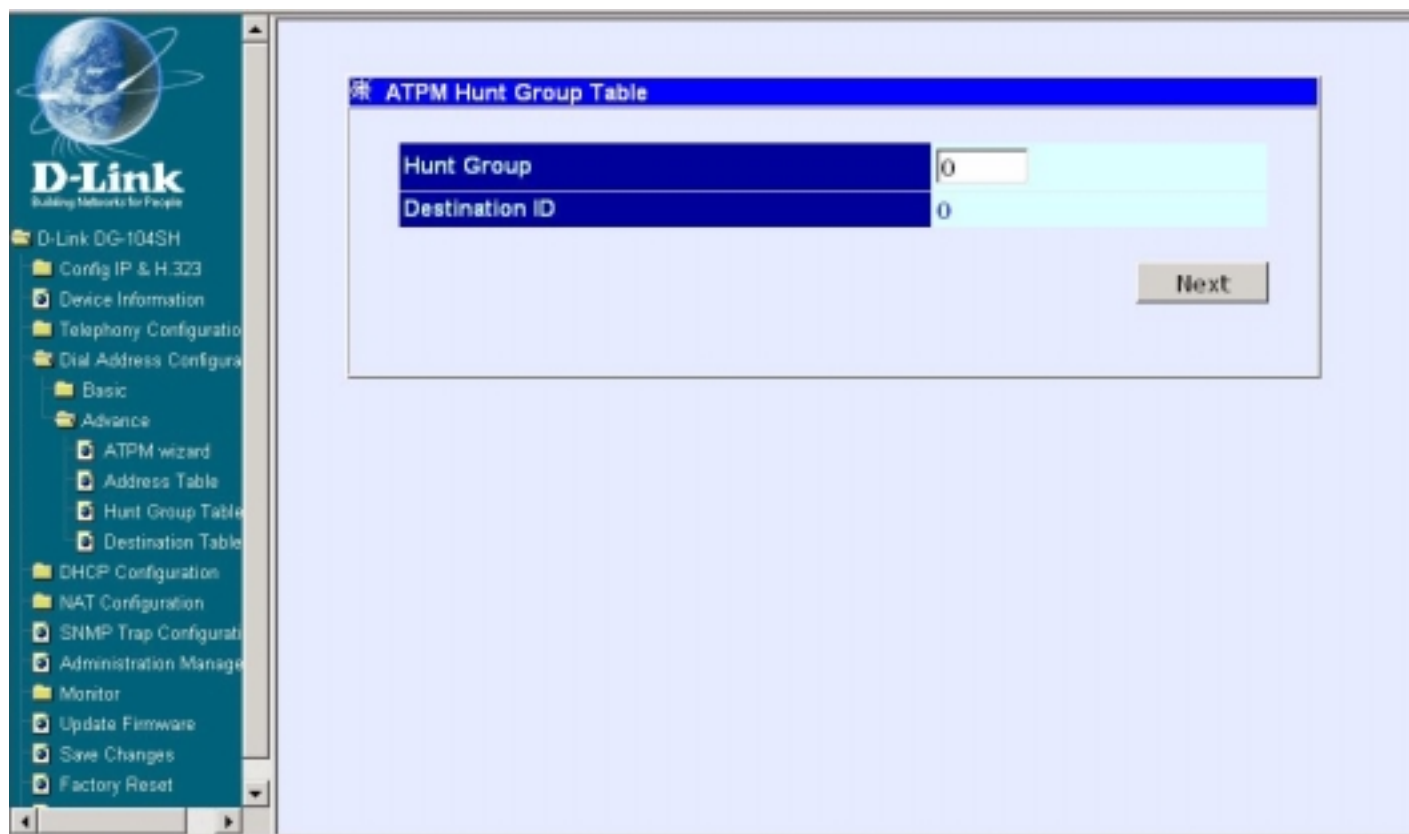 D-Link
Building Networks for People
D-Link DG-104SH
Config IP & H.323
Device Information
Telephony Configuratio
Dial Address Configura
Basic
Advance
ATPM wizard
Address Table
Hunt Group Table
Destination Table
DHCP Configuration
NAT Configuration
SNMP Trap Configurati
Administration Manage
Monitor
Update Firmware
Save Changes
Factory Reset
ATPM Hunt Group Table
Hunt Group 0
Destination ID 0
Next